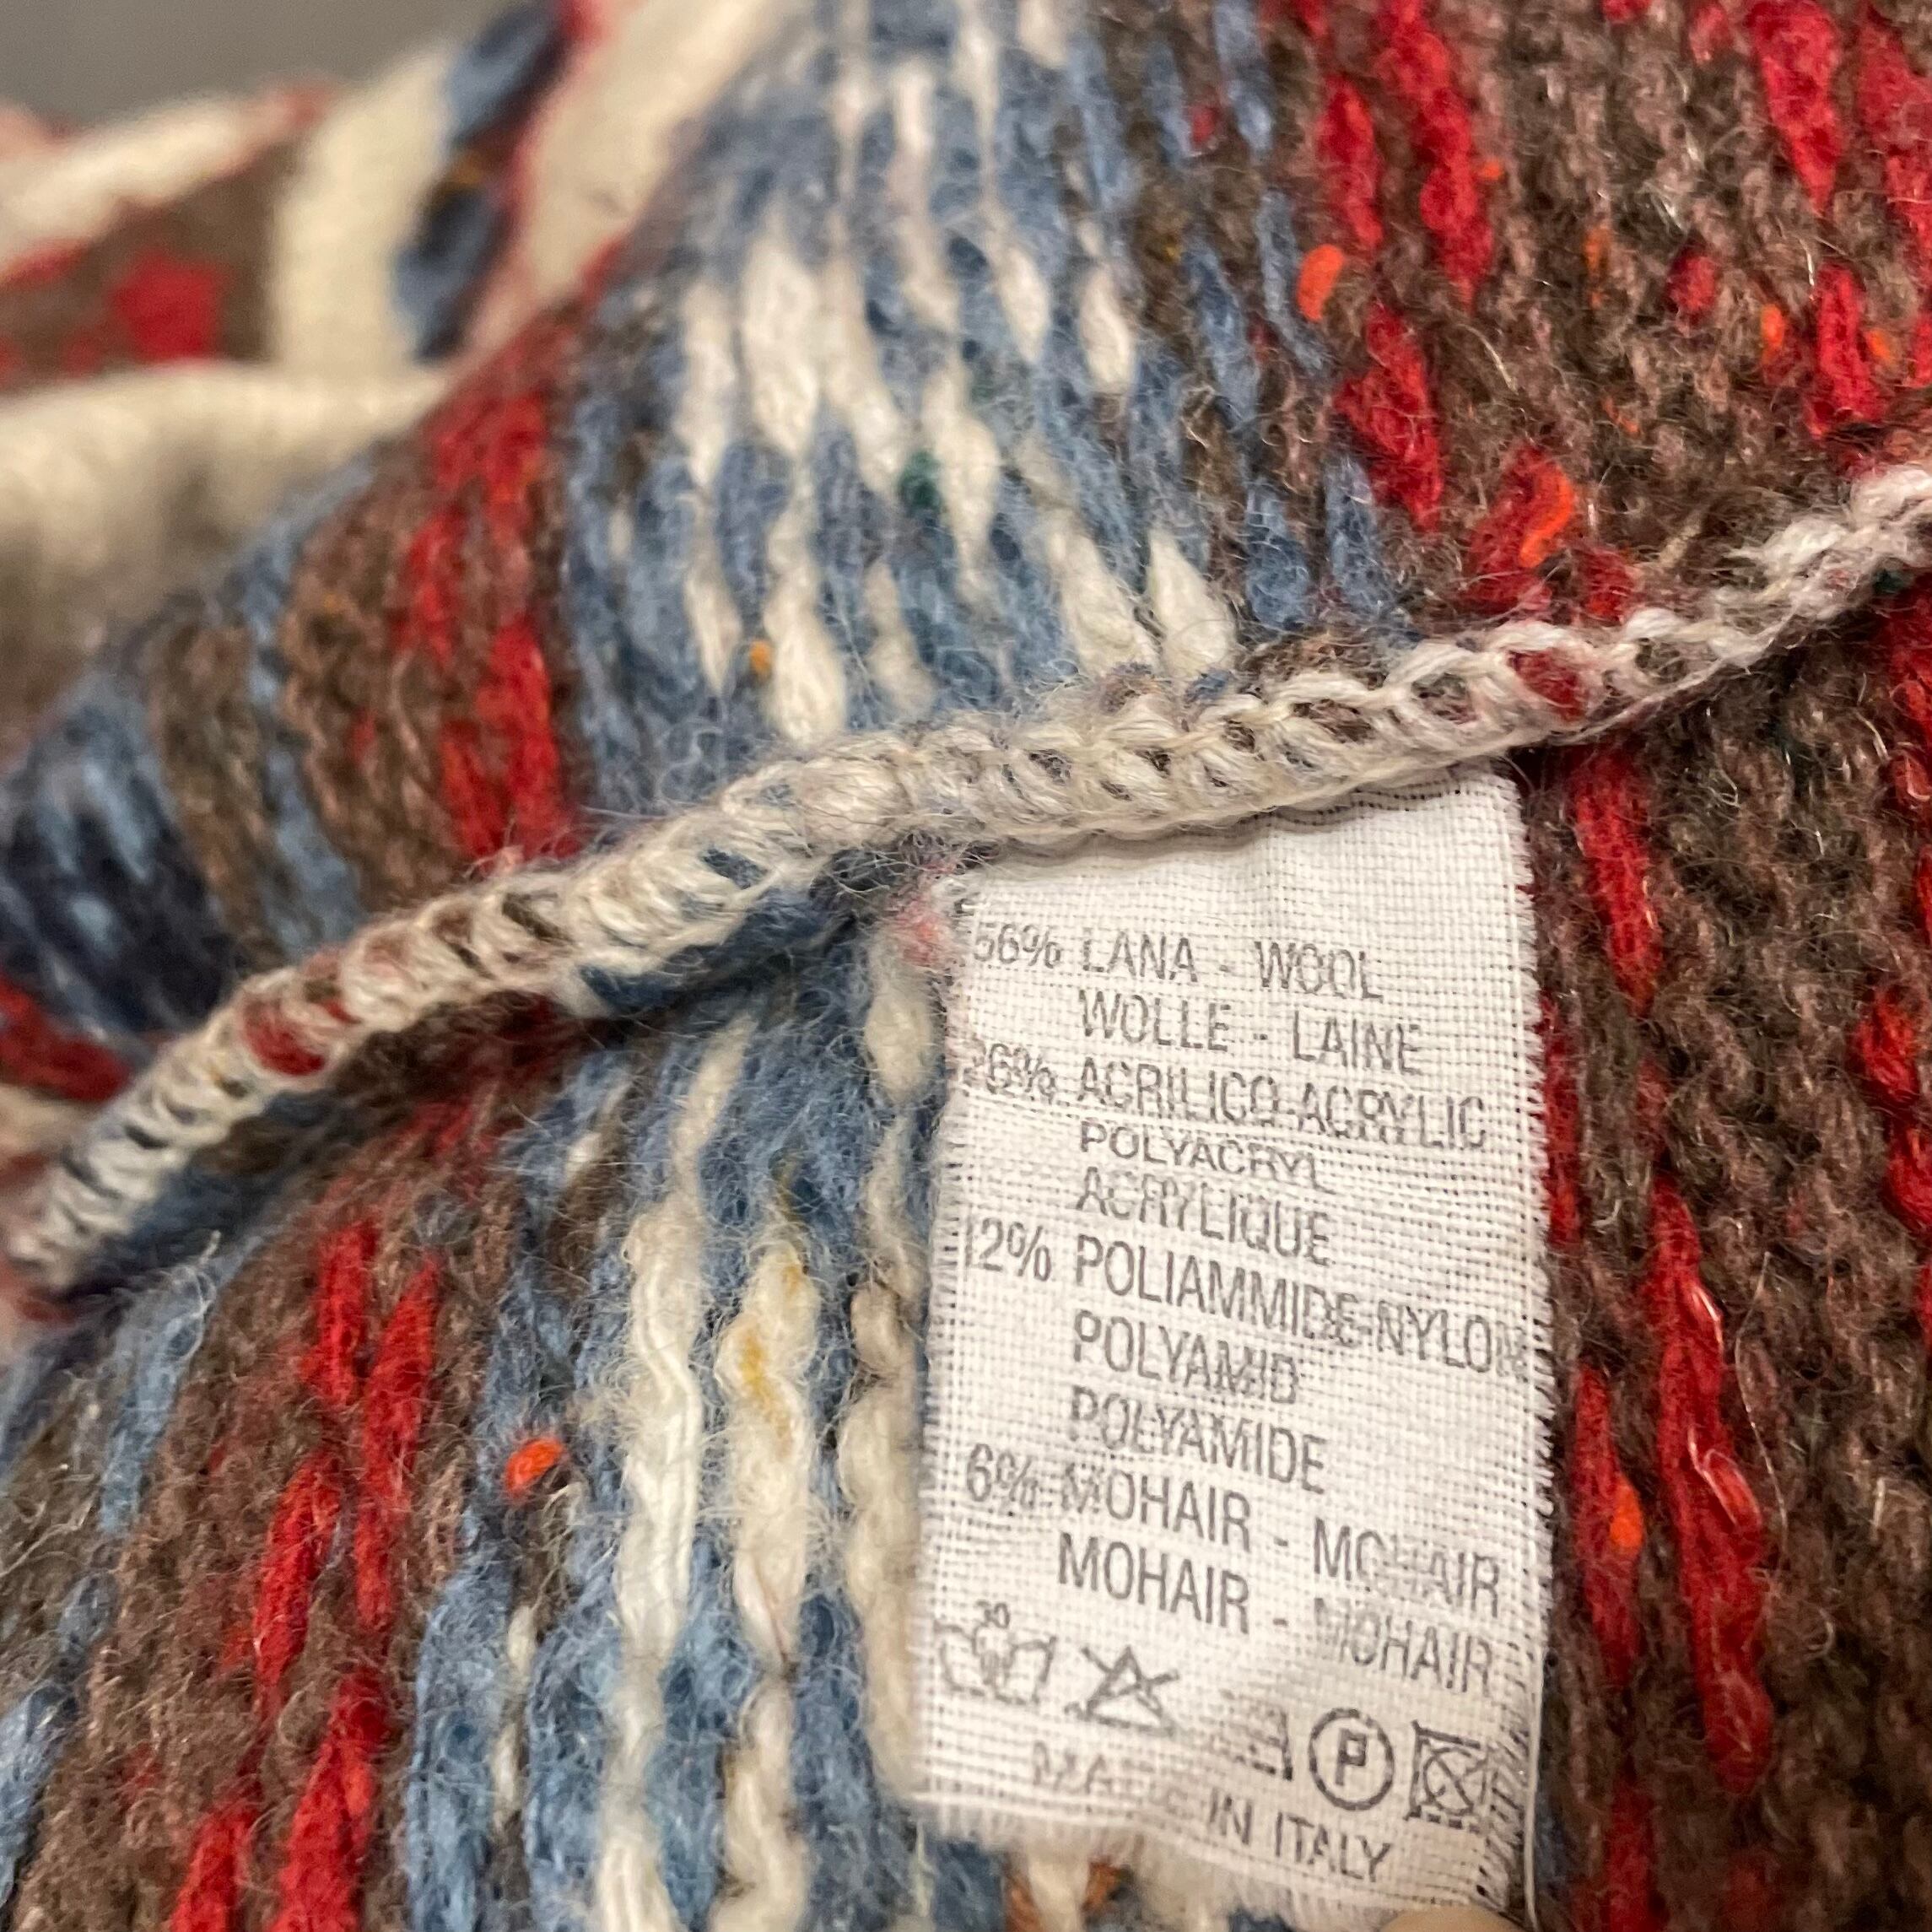 56% LANA - WOOL
WOLLE - LAINE
26% ACRILICO-ACRYLIC
POLYACRYL
ACRYLIQUE
12% POLIAMMIDE-NYLON
POLYAMID
POLYAMIDE
6% MOHAIR - MOHAIR
MOHAIR - MOHAIR
30
P
MADE IN ITALY